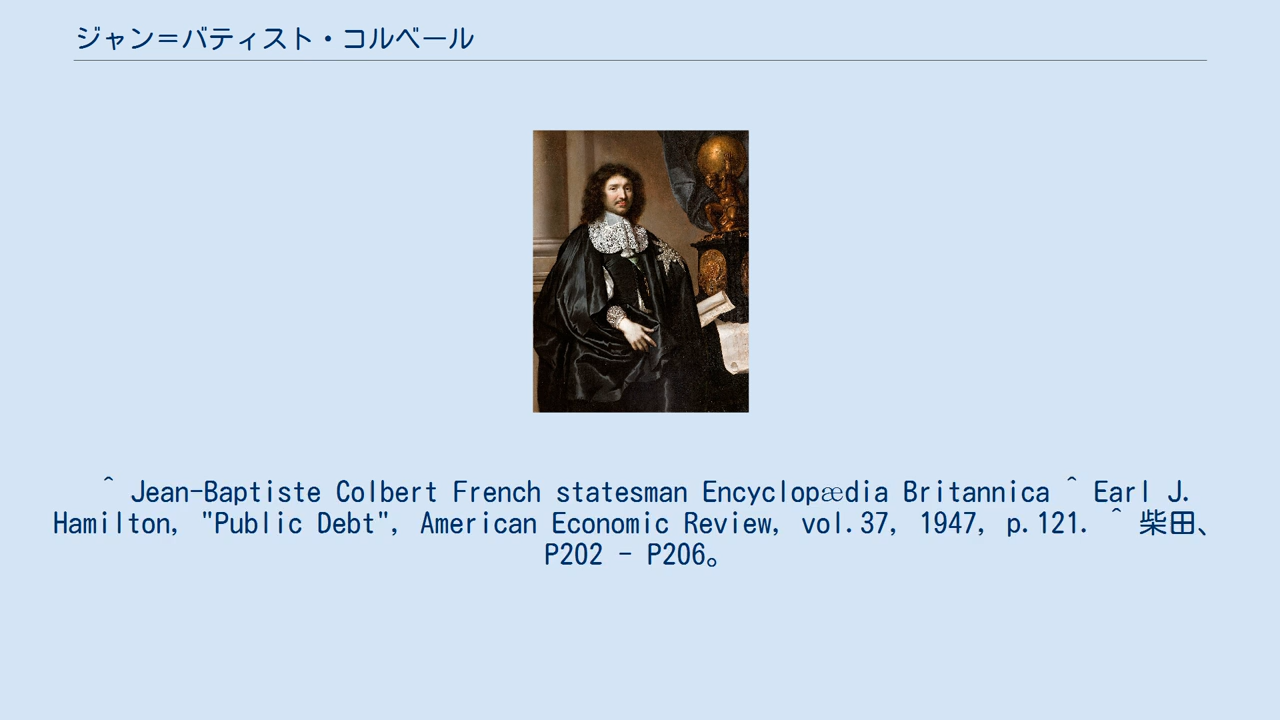 ジャン＝バティスト・コルベール
^ Jean-Baptiste Colbert French statesman Encyclopædia Britannica ^ Earl J.
Hamilton, "Public Debt", American Economic Review, vol.37, 1947, p.121. ^ 柴田、
P202 - P206。